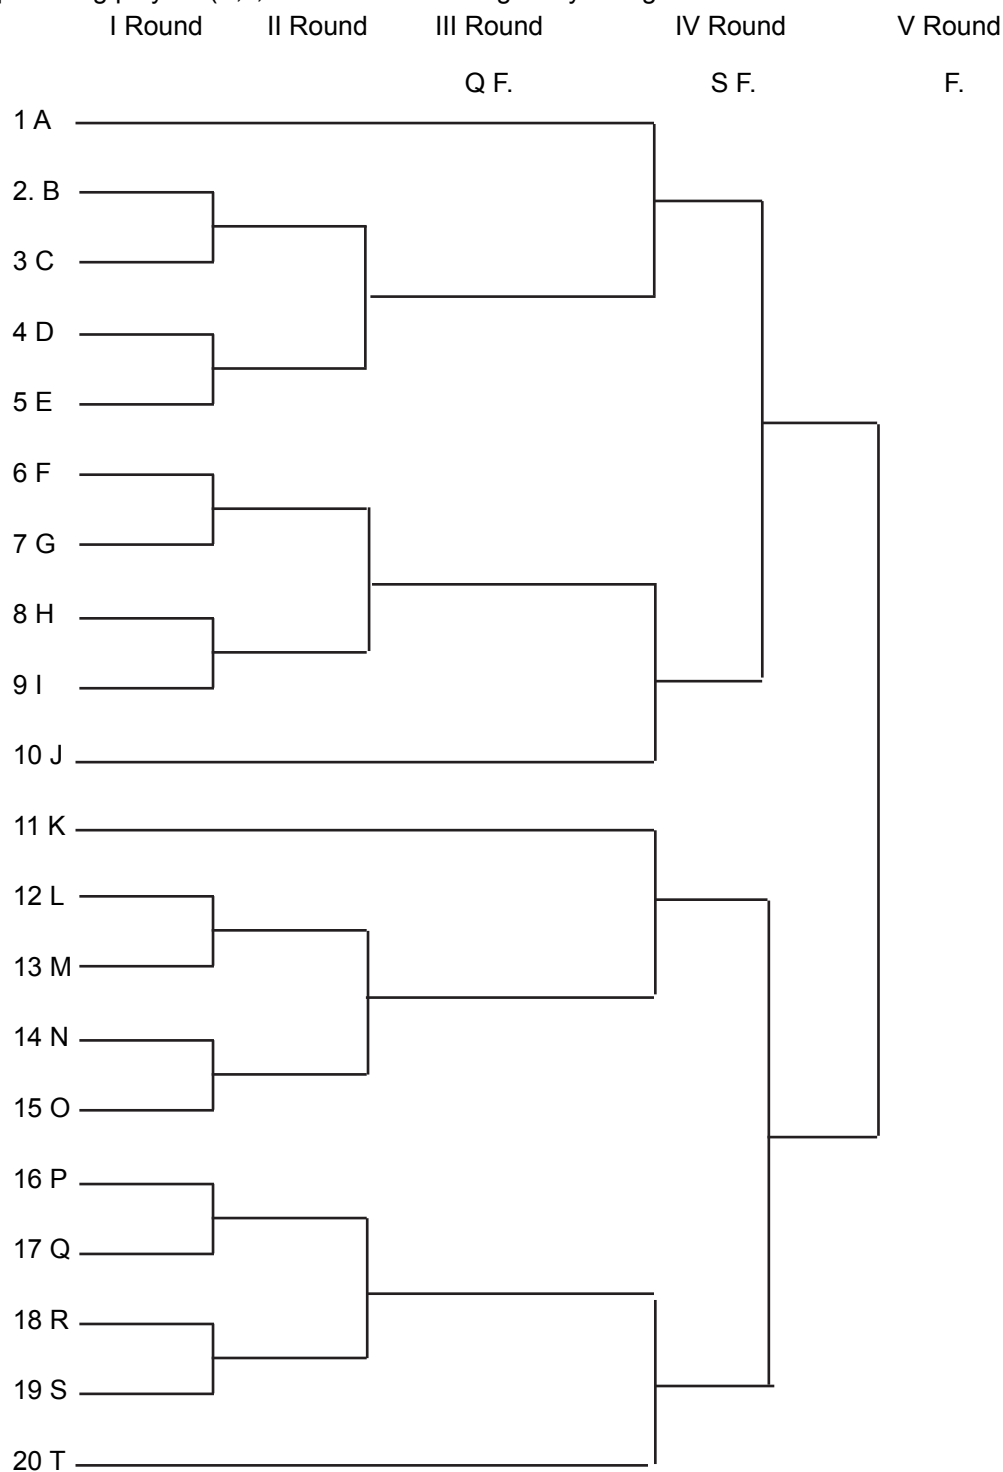 I Round II Round III Round IV Round V Round
Q F. S F. F.
1 A
2. B
3 C
4 D
5 E
6 F
7 G
8 H
9 I
10 J
11 K
12 L
13 M
14 N
15 O
16 P
17 Q
18 R
19 S
20 T